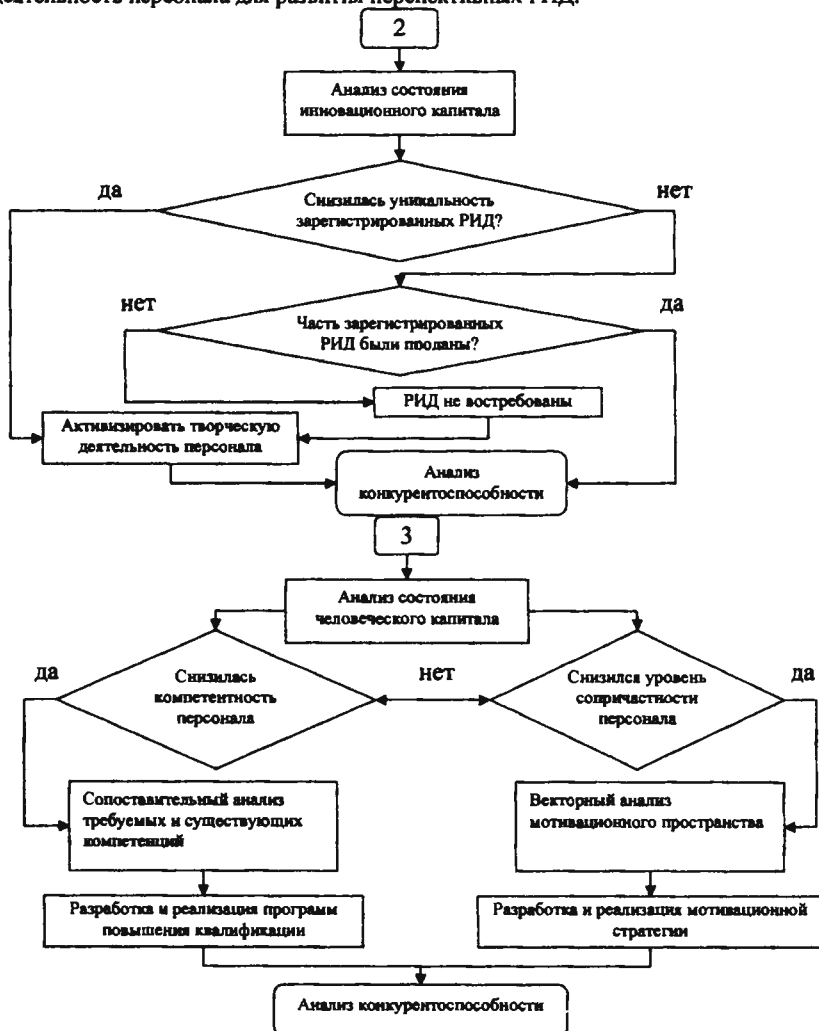 деятельность персонала для развития перспективных РИД.
2
Анализ состояния
инновационного капитала
да
нет
Снизилась уникальность
зарегистрированных РИД?
нет
да
Часть зарегистрированных
РИД были проданы?
РИД не востребованы
Активизировать творческую
деятельность персонала
Анализ
конкурентоспособности
3
Анализ состояния
человеческого капитала
да
Снизилась
компетентность
персонала
нет
Снизился уровень
сопричастности
персонала
да
Сопоставительный анализ
требуемых и существующих
компетенций
Векторный анализ
мотивационного пространства
Разработка и реализация программ
повышения квалификации
Разработка и реализация мотивационной
стратегии
Анализ конкурентоспособности